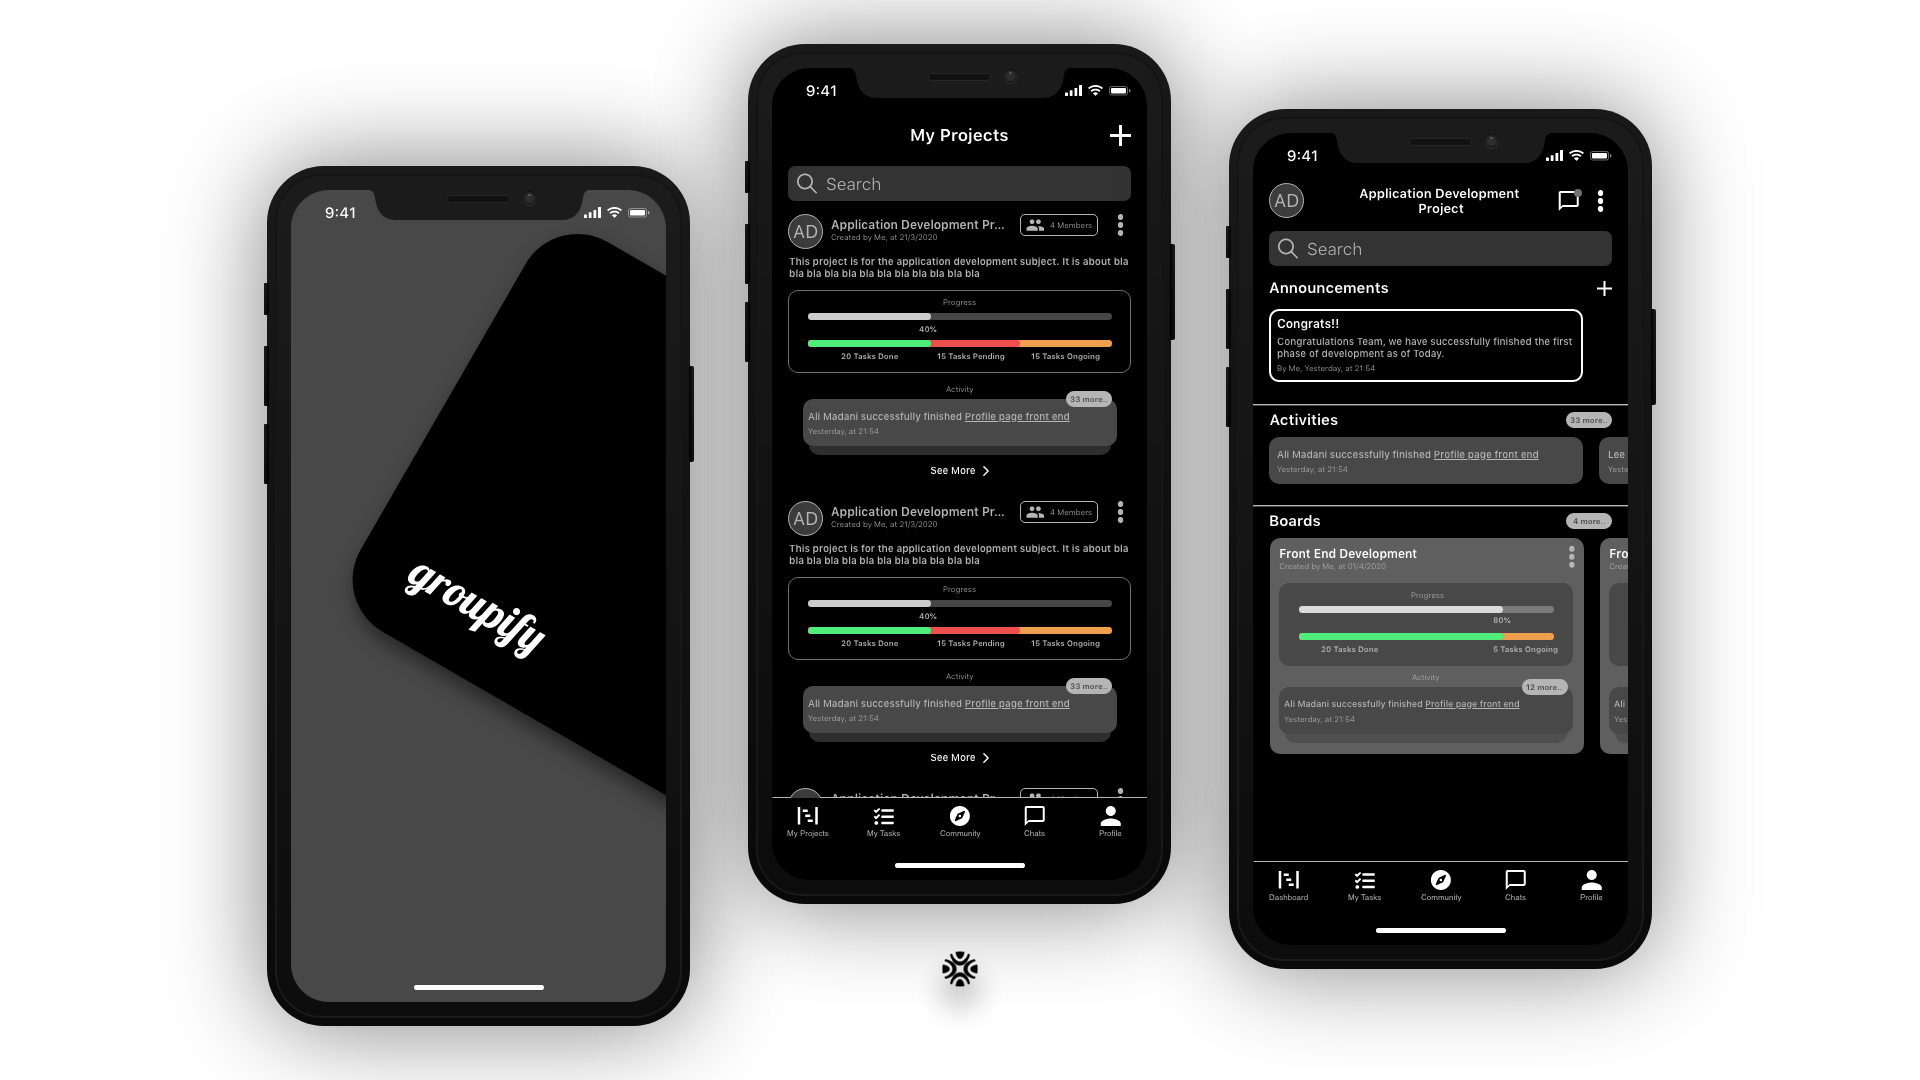 9:41
groupify
9:41
My Projects
Search
AD
Application Development Pr...
Created by Me, at 21/3/2020
4 Members
This project is for the application development subject. It is about bla
bla bla bla bla bla bla bla bla bla bla bla bla bla
Progress
40%
20 Tasks Done
15 Tasks Pending
15 Tasks Ongoing
Activity
33 more..
Ali Madani successfully finished Profile page front end
Yesterday, at 21:54
See More
AD
Application Development Pr...
Created by Me, at 21/3/2020
4 Members
This project is for the application development subject. It is about bla
bla bla bla bla bla bla bla bla bla bla bla bla bla
Progress
40%
20 Tasks Done
15 Tasks Pending
15 Tasks Ongoing
Activity
33 more..
Ali Madani successfully finished Profile page front end
Yesterday, at 21:54
See More
Application Development Pr...
My Projects
My Tasks
Community
Chats
Profile
9:41
AD
Application Development
Project
Search
Announcements
Congrats!!
Congratulations Team, we have successfully finished the first
phase of development as of Today.
By Me, Yesterday, at 21:54
Activities
33 more..
Ali Madani successfully finished Profile page front end
Yesterday, at 21:54
Lee
Yeste
Boards
4 more..
Front End Development
Created by Me, at 01/4/2020
Progress
80%
20 Tasks Done
5 Tasks Ongoing
Activity
12 more..
Ali Madani successfully finished Profile page front end
Yesterday, at 21:54
Fro
Crea
Ali
Yes
Dashboard
My Tasks
Community
Chats
Profile